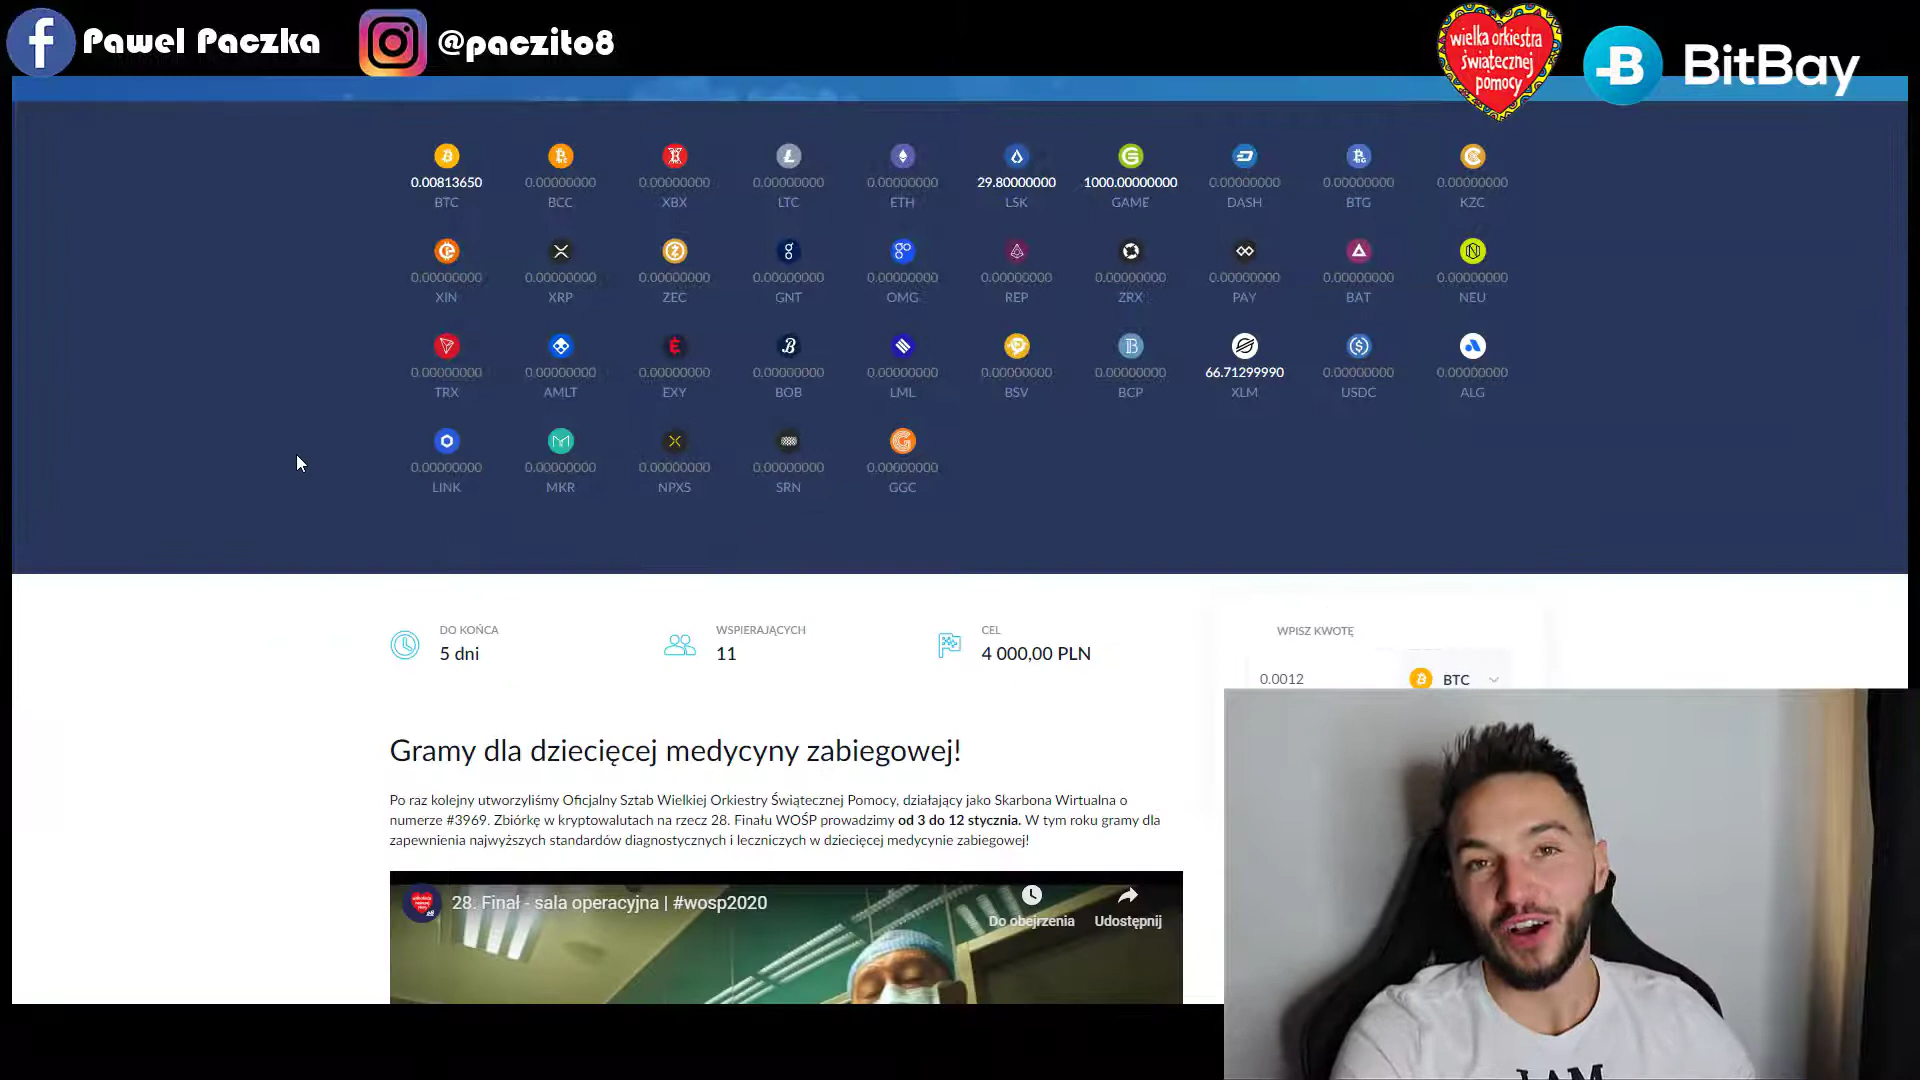 Pawel Paczka
@paczito8
wielka orkiestra
świątecznej
pomocy
BitBay
0.00813650 0.00000000 0.00000000 0.00000000 0.00000000 29.80000000 1000.00000000 0.00000000 0.00000000 0.00000000
BTC BCC XBX LTC ETH LSK GAME DASH BTG KZC
0.00000000 0.00000000 0.00000000 0.00000000 0.00000000 0.00000000 0.00000000 0.00000000 0.00000000 0.00000000
XIN XRP ZEC GNT OMG REP ZRX PAY BAT NEU
0.00000000 0.00000000 0.00000000 0.00000000 0.00000000 0.00000000 0.00000000 66.71299990 0.00000000 0.00000000
TRX AMLT EXY BOB LML BSV BCP XLM USDC ALG
0.00000000 0.00000000 0.00000000 0.00000000 0.00000000
LINK MKR NPXS SRN GGC
DO KOŃCA WSPIERAJĄCYCH CEL WPISZ KWOTĘ
5 dni 11 4 000,00 PLN
0.0012 BTC
Gramy dla dziecięcej medycyny zabiegowej!
Po raz kolejny utworzyliśmy Oficjalny Sztab Wielkiej Orkiestry Świątecznej Pomocy, działający jako Skarbona Wirtualna o
numerze #3969. Zbiórkę w kryptowalutach na rzecz 28. Finału WOŚP prowadzimy od 3 do 12 stycznia. W tym roku gramy dla
zapewnienia najwyższych standardów diagnostycznych i leczniczych w dziecięcej medycynie zabiegowej!
28. Finał - sala operacyjna | #wosp2020
Do obejrzenia Udostępnij